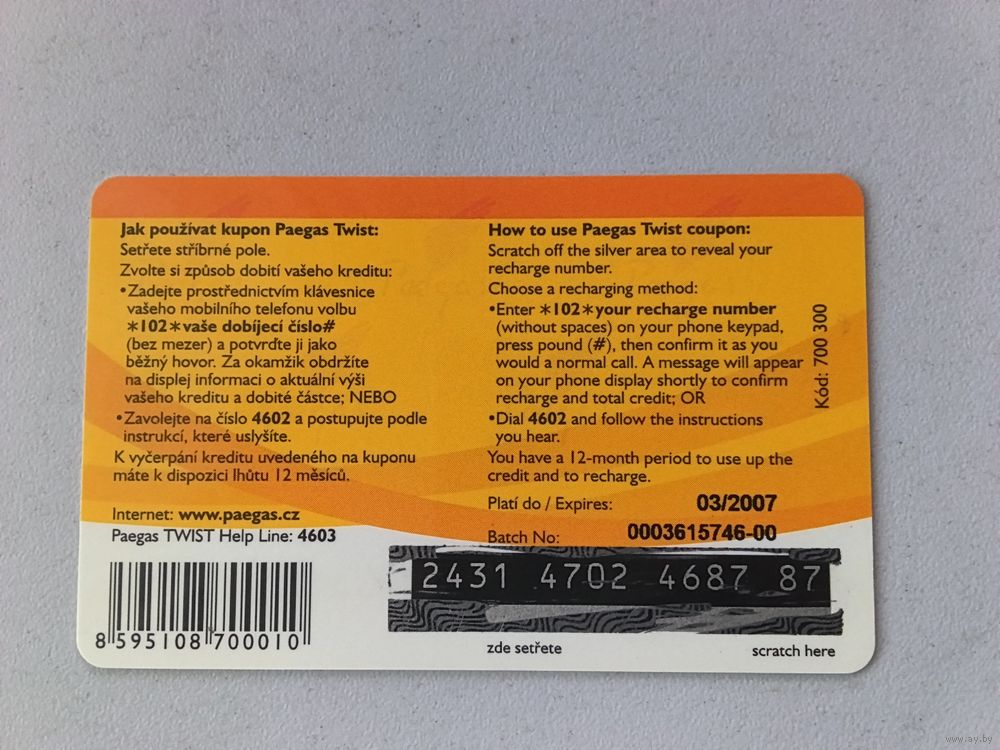 Jak používat kupon Paegas Twist:
Setřete stříbrné pole.
Zvolte si způsob dobití vašeho kreditu:
•Zadejte prostřednictvím klávesnice
vašeho mobilního telefonu volbu
∗102∗vaše dobíjecí číslo#
(bez mezer) a potvrďte ji jako
běžný hovor. Za okamžik obdržíte
na displej informaci o aktuální výši
vašeho kreditu a dobité částce; NEBO
•Zavolejte na číslo 4602 a postupujte podle
instrukcí, které uslyšíte.
K vyčerpání kreditu uvedeného na kuponu
máte k dispozici lhůtu 12 měsíců.
Internet: www.paegas.cz
Paegas TWIST Help Line: 4603
8 595108 700010
How to use Paegas Twist coupon:
Scratch off the silver area to reveal your
recharge number.
Choose a recharging method:
•Enter ∗102∗your recharge number
(without spaces) on your phone keypad,
press pound (#), then confirm it as you
would a normal call. A message will appear
on your phone display shortly to confirm
recharge and total credit; OR
•Dial 4602 and follow the instructions
you hear.
You have a 12-month period to use up the
credit and to recharge.
Platí do / Expires: 03/2007
Batch No: 0003615746-00
2431 4702 4687 87
zde setřete
scratch here
Kód: 700 300
www.ay.by